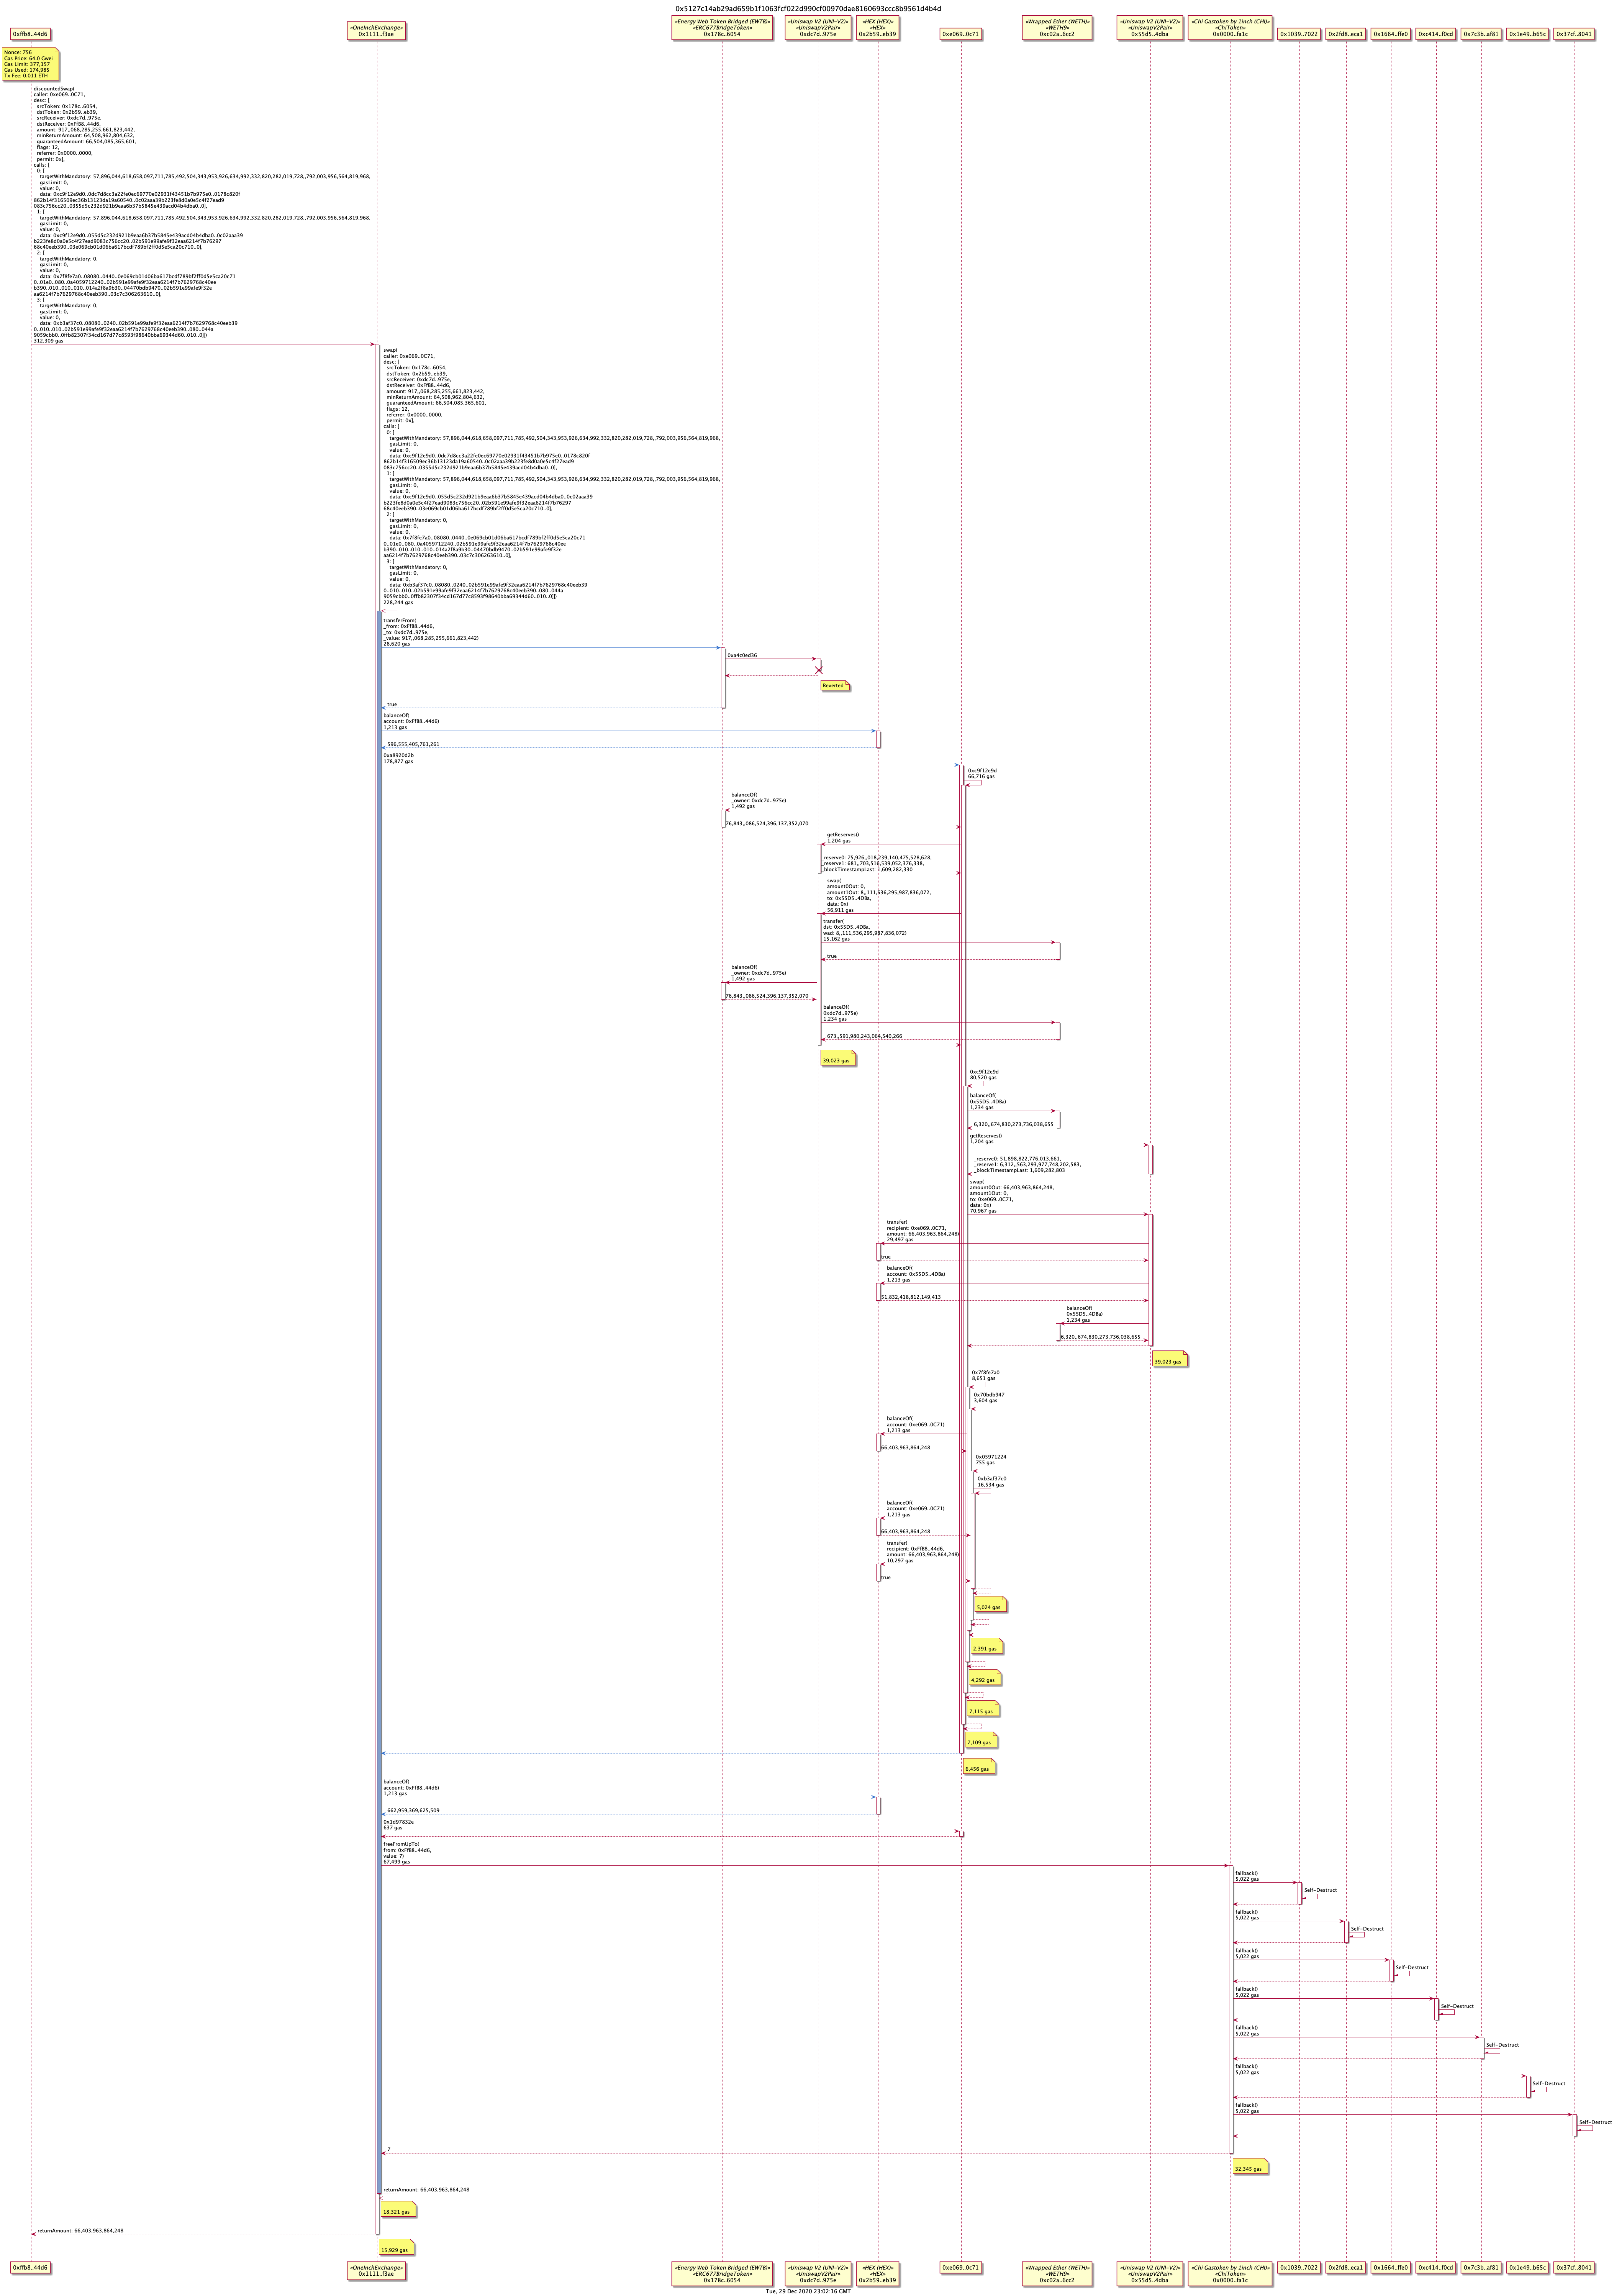 0x5127c14ab29ad659b1f1063fcf022d990cf00970dae8160693ccc8b9561d4b4d
0xffb8..44d6
«OneInchExchange»
0x1111..f3ae
«Energy Web Token Bridged (EWTB)»
«ERC677BridgeToken»
0x178c..6054
«Uniswap V2 (UNI-V2)»
«UniswapV2Pair»
0xdc7d..975e
«HEX (HEX)»
«HEX»
0x2b59..eb39
0xe069..0c71
«Wrapped Ether (WETH)»
«WETH9»
0xc02a..6cc2
«Uniswap V2 (UNI-V2)»
«UniswapV2Pair»
0x55d5..4dba
«Chi Gastoken by 1inch (CHI)»
«ChiToken»
0x0000..fa1c
0x1039..7022
0x2fd8..eca1
0x1664..ffe0
0xc414..f0cd
0x7c3b..af81
0x1e49..b65c
0x37cf..8041
Nonce: 756
Gas Price: 64.0 Gwei
Gas Limit: 377,157
Gas Used: 174,985
Tx Fee: 0.011 ETH
discountedSwap(
caller: 0xe069..0C71,
desc: [
srcToken: 0x178c..6054,
dstToken: 0x2b59..eb39,
srcReceiver: 0xdc7d..975e,
dstReceiver: 0xFfB8..44d6,
amount: 917,,068,285,255,661,823,442,
minReturnAmount: 64,508,962,804,632,
guaranteedAmount: 66,504,085,365,601,
flags: 12,
referrer: 0x0000..0000,
permit: 0x],
calls: [
0: [
targetWithMandatory: 57,896,044,618,658,097,711,785,492,504,343,953,926,634,992,332,820,282,019,728,,792,003,956,564,819,968,
gasLimit: 0,
value: 0,
data: 0xc9f12e9d0..0dc7d8cc3a22fe0ec69770e02931f43451b7b975e0..0178c820f
862b14f316509ec36b13123da19a60540..0c02aaa39b223fe8d0a0e5c4f27ead9
083c756cc20..0355d5c232d921b9eaa6b37b5845e439acd04b4dba0..0],
1: [
targetWithMandatory: 57,896,044,618,658,097,711,785,492,504,343,953,926,634,992,332,820,282,019,728,,792,003,956,564,819,968,
gasLimit: 0,
value: 0,
data: 0xc9f12e9d0..055d5c232d921b9eaa6b37b5845e439acd04b4dba0..0c02aaa39
b223fe8d0a0e5c4f27ead9083c756cc20..02b591e99afe9f32eaa6214f7b76297
68c40eeb390..03e069cb01d06ba617bcdf789bf2ff0d5e5ca20c710..0],
2: [
targetWithMandatory: 0,
gasLimit: 0,
value: 0,
data: 0x7f8fe7a0..08080..0440..0e069cb01d06ba617bcdf789bf2ff0d5e5ca20c71
0..01e0..080..0a4059712240..02b591e99afe9f32eaa6214f7b7629768c40ee
b390..010..010..010..014a2f8a9b30..04470bdb9470..02b591e99afe9f32e
aa6214f7b7629768c40eeb390..03c7c306263610..0],
3: [
targetWithMandatory: 0,
gasLimit: 0,
value: 0,
data: 0xb3af37c0..08080..0240..02b591e99afe9f32eaa6214f7b7629768c40eeb39
0..010..010..02b591e99afe9f32eaa6214f7b7629768c40eeb390..080..044a
9059cbb0..0ffb82307f34cd167d77c8593f98640bba69344d60..010..0]])
312,309 gas
swap(
caller: 0xe069..0C71,
desc: [
srcToken: 0x178c..6054,
dstToken: 0x2b59..eb39,
srcReceiver: 0xdc7d..975e,
dstReceiver: 0xFfB8..44d6,
amount: 917,,068,285,255,661,823,442,
minReturnAmount: 64,508,962,804,632,
guaranteedAmount: 66,504,085,365,601,
flags: 12,
referrer: 0x0000..0000,
permit: 0x],
calls: [
0: [
targetWithMandatory: 57,896,044,618,658,097,711,785,492,504,343,953,926,634,992,332,820,282,019,728,,792,003,956,564,819,968,
gasLimit: 0,
value: 0,
data: 0xc9f12e9d0..0dc7d8cc3a22fe0ec69770e02931f43451b7b975e0..0178c820f
862b14f316509ec36b13123da19a60540..0c02aaa39b223fe8d0a0e5c4f27ead9
083c756cc20..0355d5c232d921b9eaa6b37b5845e439acd04b4dba0..0],
1: [
targetWithMandatory: 57,896,044,618,658,097,711,785,492,504,343,953,926,634,992,332,820,282,019,728,,792,003,956,564,819,968,
gasLimit: 0,
value: 0,
data: 0xc9f12e9d0..055d5c232d921b9eaa6b37b5845e439acd04b4dba0..0c02aaa39
b223fe8d0a0e5c4f27ead9083c756cc20..02b591e99afe9f32eaa6214f7b76297
68c40eeb390..03e069cb01d06ba617bcdf789bf2ff0d5e5ca20c710..0],
2: [
targetWithMandatory: 0,
gasLimit: 0,
value: 0,
data: 0x7f8fe7a0..08080..0440..0e069cb01d06ba617bcdf789bf2ff0d5e5ca20c71
0..01e0..080..0a4059712240..02b591e99afe9f32eaa6214f7b7629768c40ee
b390..010..010..010..014a2f8a9b30..04470bdb9470..02b591e99afe9f32e
aa6214f7b7629768c40eeb390..03c7c306263610..0],
3: [
targetWithMandatory: 0,
gasLimit: 0,
value: 0,
data: 0xb3af37c0..08080..0240..02b591e99afe9f32eaa6214f7b7629768c40eeb39
0..010..010..02b591e99afe9f32eaa6214f7b7629768c40eeb390..080..044a
9059cbb0..0ffb82307f34cd167d77c8593f98640bba69344d60..010..0]])
228,244 gas
transferFrom(
_from: 0xFfB8..44d6,
_to: 0xdc7d..975e,
_value: 917,,068,285,255,661,823,442)
28,620 gas
0xa4c0ed36
Reverted
true
balanceOf(
account: 0xFfB8..44d6)
1,213 gas
596,555,405,761,261
0xa8920d2b
178,877 gas
0xc9f12e9d
66,716 gas
balanceOf(
_owner: 0xdc7d..975e)
1,492 gas
76,843,,086,524,396,137,352,070
getReserves()
1,204 gas
_reserve0: 75,926,,018,239,140,475,528,628,
_reserve1: 681,,703,516,539,052,376,338,
_blockTimestampLast: 1,609,282,330
swap(
amount0Out: 0,
amount1Out: 8,,111,536,295,987,836,072,
to: 0x55D5..4DBa,
data: 0x)
56,911 gas
transfer(
dst: 0x55D5..4DBa,
wad: 8,,111,536,295,987,836,072)
15,162 gas
true
balanceOf(
_owner: 0xdc7d..975e)
1,492 gas
76,843,,086,524,396,137,352,070
balanceOf(
0xdc7d..975e)
1,234 gas
673,,591,980,243,064,540,266
39,023 gas
0xc9f12e9d
80,520 gas
balanceOf(
0x55D5..4DBa)
1,234 gas
6,320,,674,830,273,736,038,655
getReserves()
1,204 gas
_reserve0: 51,898,822,776,013,661,
_reserve1: 6,312,,563,293,977,748,202,583,
_blockTimestampLast: 1,609,282,803
swap(
amount0Out: 66,403,963,864,248,
amount1Out: 0,
to: 0xe069..0C71,
data: 0x)
70,967 gas
transfer(
recipient: 0xe069..0C71,
amount: 66,403,963,864,248)
29,497 gas
true
balanceOf(
account: 0x55D5..4DBa)
1,213 gas
51,832,418,812,149,413
balanceOf(
0x55D5..4DBa)
1,234 gas
6,320,,674,830,273,736,038,655
39,023 gas
0x7f8fe7a0
8,651 gas
0x70bdb947
3,604 gas
balanceOf(
account: 0xe069..0C71)
1,213 gas
66,403,963,864,248
0x05971224
755 gas
0xb3af37c0
16,534 gas
balanceOf(
account: 0xe069..0C71)
1,213 gas
66,403,963,864,248
transfer(
recipient: 0xFfB8..44d6,
amount: 66,403,963,864,248)
10,297 gas
true
5,024 gas
2,391 gas
4,292 gas
7,115 gas
7,109 gas
6,456 gas
balanceOf(
account: 0xFfB8..44d6)
1,213 gas
662,959,369,625,509
0x1d97832e
637 gas
freeFromUpTo(
from: 0xFfB8..44d6,
value: 7)
67,499 gas
fallback()
5,022 gas
Self-Destruct
fallback()
5,022 gas
Self-Destruct
fallback()
5,022 gas
Self-Destruct
fallback()
5,022 gas
Self-Destruct
fallback()
5,022 gas
Self-Destruct
fallback()
5,022 gas
Self-Destruct
fallback()
5,022 gas
Self-Destruct
7
32,345 gas
returnAmount: 66,403,963,864,248
18,321 gas
returnAmount: 66,403,963,864,248
15,929 gas
0xffb8..44d6
«OneInchExchange»
0x1111..f3ae
«Energy Web Token Bridged (EWTB)»
«ERC677BridgeToken»
0x178c..6054
«Uniswap V2 (UNI-V2)»
«UniswapV2Pair»
0xdc7d..975e
«HEX (HEX)»
«HEX»
0x2b59..eb39
0xe069..0c71
«Wrapped Ether (WETH)»
«WETH9»
0xc02a..6cc2
«Uniswap V2 (UNI-V2)»
«UniswapV2Pair»
0x55d5..4dba
«Chi Gastoken by 1inch (CHI)»
«ChiToken»
0x0000..fa1c
0x1039..7022
0x2fd8..eca1
0x1664..ffe0
0xc414..f0cd
0x7c3b..af81
0x1e49..b65c
0x37cf..8041
Tue, 29 Dec 2020 23:02:16 GMT